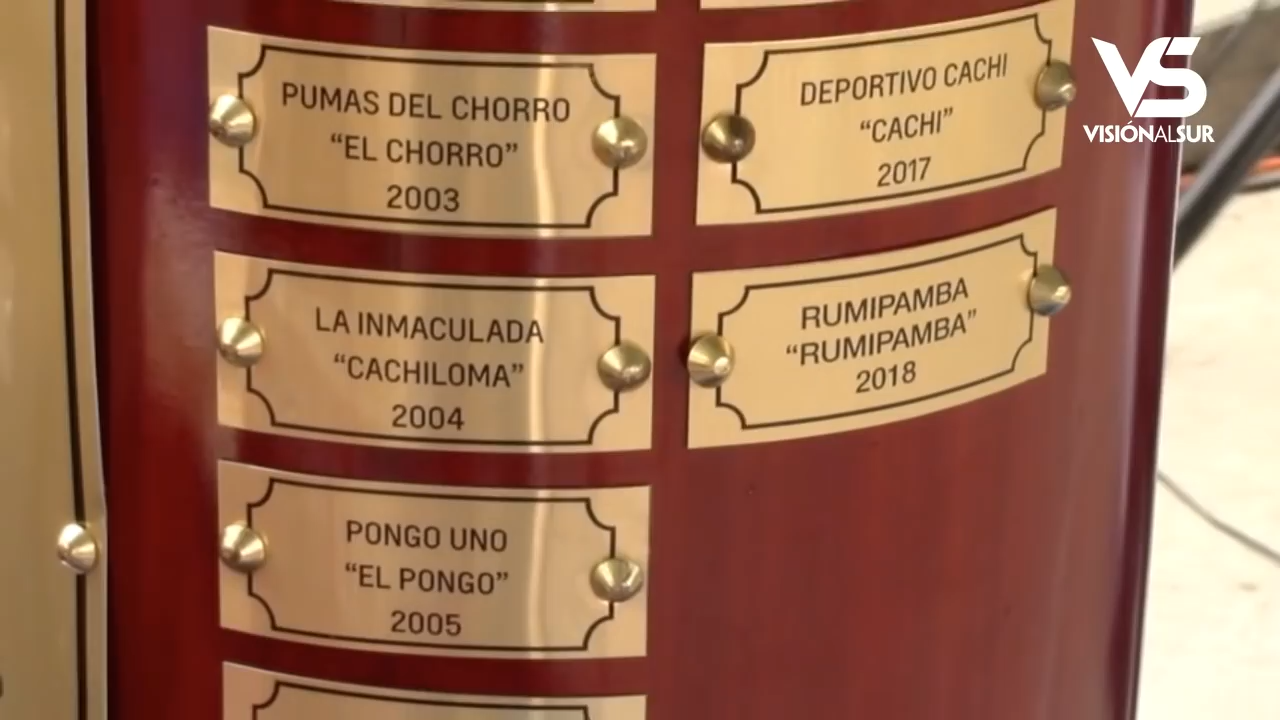 PUMAS DEL CHORRO
“EL CHORRO”
2003
LA INMACULADA
“CACHILOMA”
2004
PONGO UNO
“EL PONGO”
2005
DEPORTIVO CACHI
“CACHI”
2017
RUMIPAMBA
“RUMIPAMBA”
2018
VS
VISIÓNALSUR